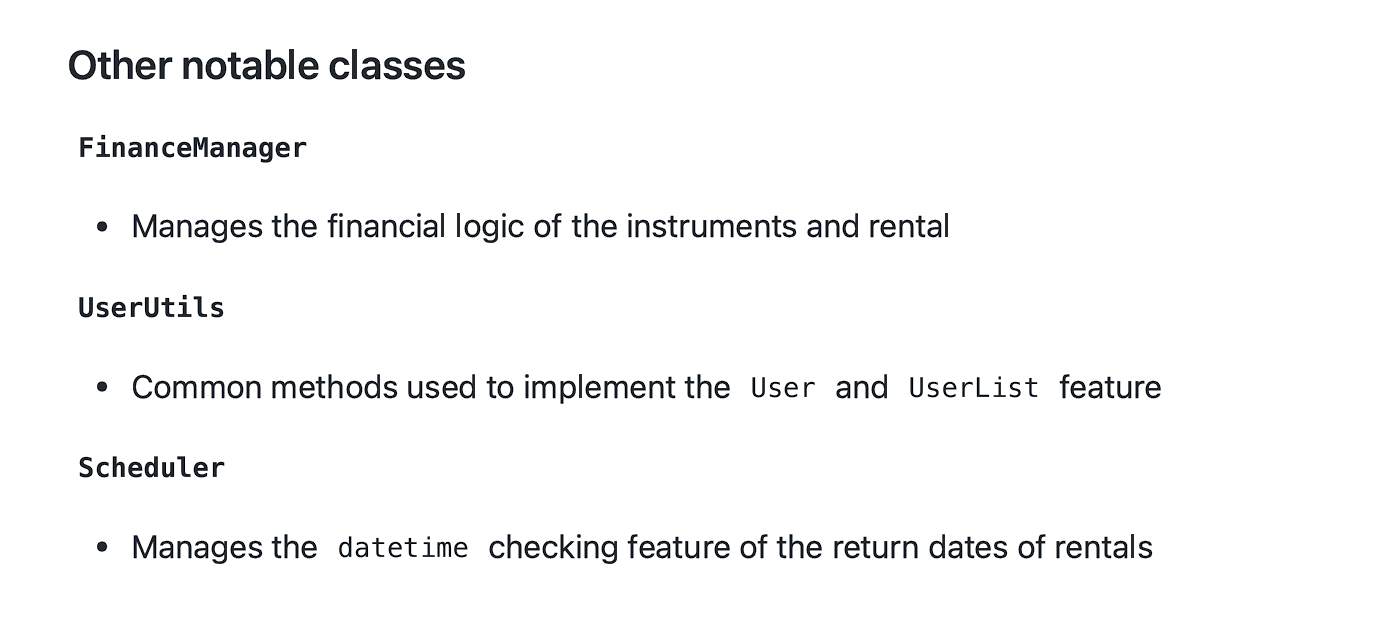 Other notable classes
FinanceManager
• Manages the financial logic of the instruments and rental
UserUtils
• Common methods used to implement the User and UserList feature
Scheduler
• Manages the datetime checking feature of the return dates of rentals